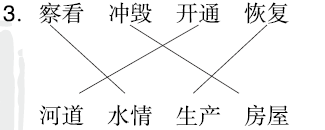 3. 察看 冲毁 开通 恢复
河道 水情 生产 房屋